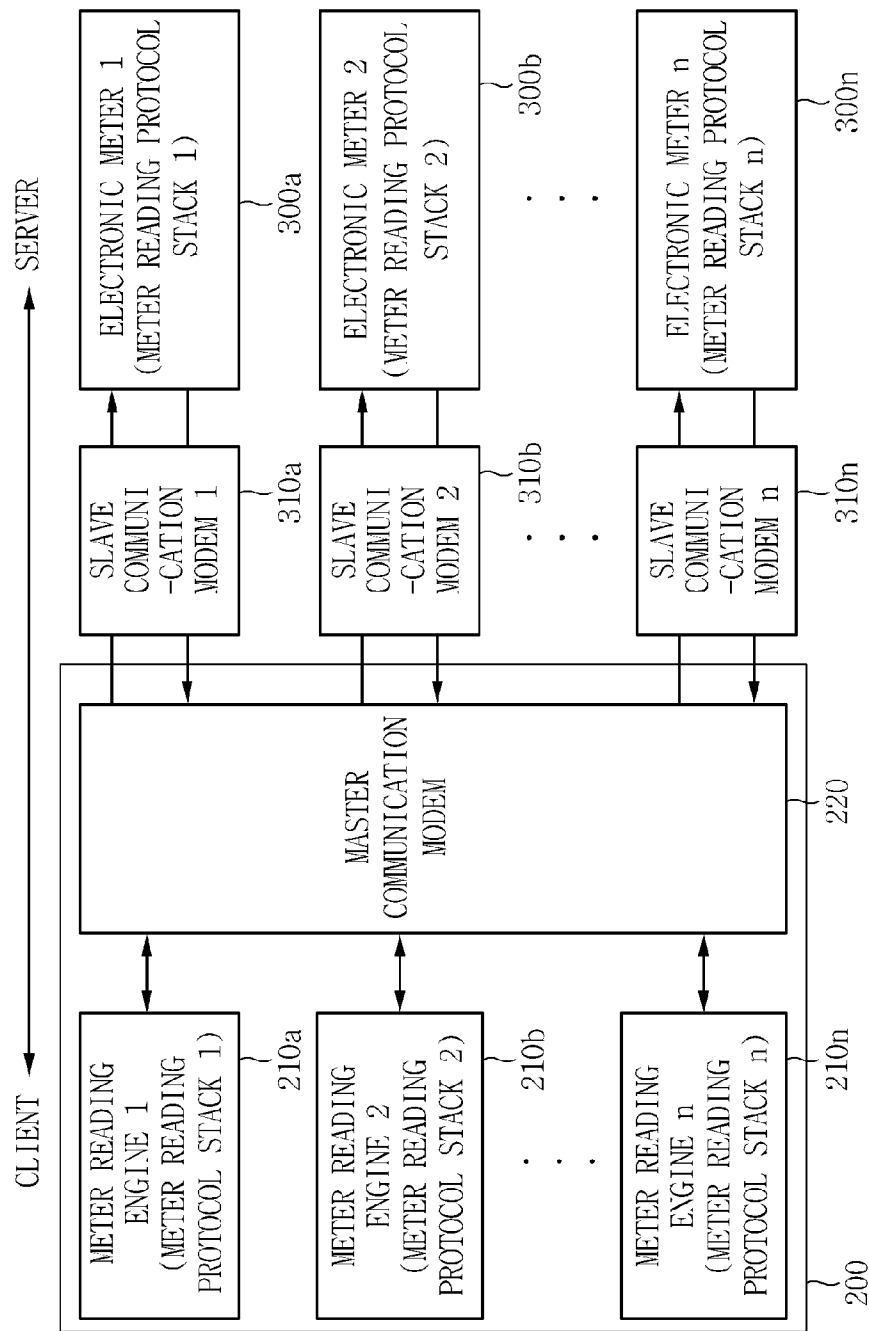 CLIENT
SERVER
METER READING
ENGINE 1
(METER READING
PROTOCOL STACK 1)
210a
METER READING
ENGINE 2
(METER READING
PROTOCOL STACK 2)
210b
. . .
METER READING
ENGINE n
(METER READING
PROTOCOL STACK n)
210n
200
MASTER
COMMUNICATION
MODEM
220
SLAVE
COMMUNI
-CATION
MODEM 1
310a
SLAVE
COMMUNI
-CATION
MODEM 2
310b
. . .
SLAVE
COMMUNI
-CATION
MODEM n
310n
ELECTRONIC METER 1
(METER READING PROTOCOL
STACK 1)
300a
ELECTRONIC METER 2
(METER READING PROTOCOL
STACK 2)
300b
. . .
ELECTRONIC METER n
(METER READING PROTOCOL
STACK n)
300n